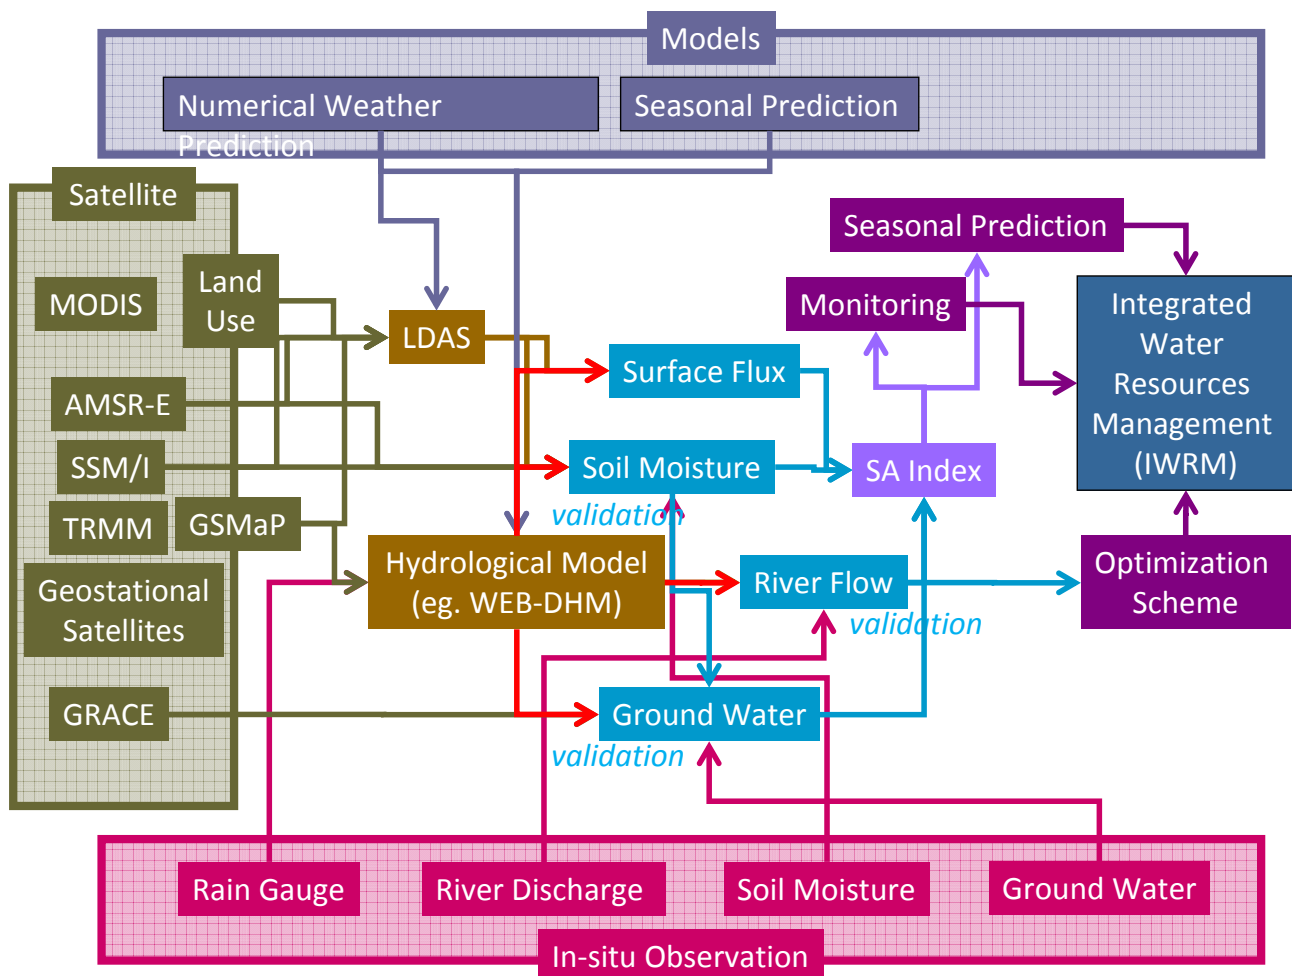 Models
Numerical Weather
Prediction
Seasonal Prediction
Satellite
MODIS
Land
Use
AMSR-E
SSM/I
TRMM
GSMaP
Geostational
Satellites
GRACE
LDAS
Hydrological Model
(eg. WEB-DHM)
Surface Flux
Soil Moisture
validation
River Flow
validation
Ground Water
validation
SA Index
Monitoring
Seasonal Prediction
Integrated
Water
Resources
Management
(IWRM)
Optimization
Scheme
Rain Gauge
River Discharge
Soil Moisture
Ground Water
In-situ Observation